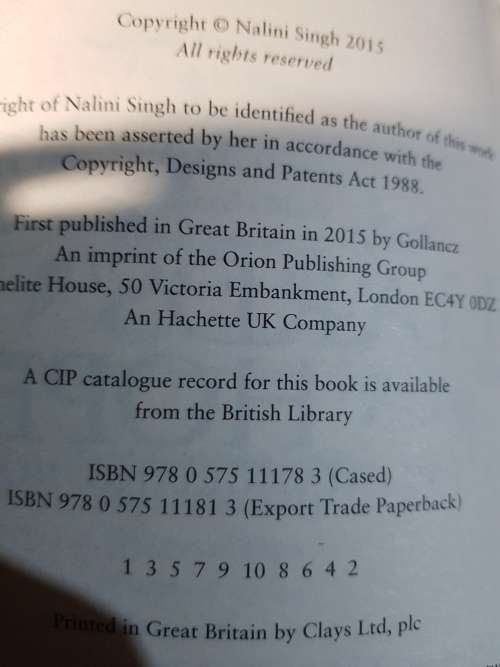 Copyright © Nalini Singh 2015
All rights reserved
right of Nalini Singh to be identified as the author of this work
has been asserted by her in accordance with the
Copyright, Designs and Patents Act 1988.
First published in Great Britain in 2015 by Gollancz
An imprint of the Orion Publishing Group
melite House, 50 Victoria Embankment, London EC4Y 0DZ
An Hachette UK Company
A CIP catalogue record for this book is available
from the British Library
ISBN 978 0 575 11178 3 (Cased)
ISBN 978 0 575 11181 3 (Export Trade Paperback)
1 3 5 7 9 10 8 6 4 2
Printed in Great Britain by Clays Ltd, plc